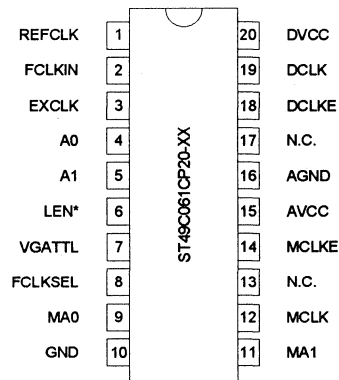 REFCLK 1 20 DVCC
FCLKIN 2 19 DCLK
EXCLK 3 18 DCLKE
A0 4 17 N.C.
A1 5 16 AGND
LEN* 6 15 AVCC
VGATTL 7 14 MCLKE
FCLKSEL 8 13 N.C.
MA0 9 12 MCLK
GND 10 11 MA1
ST49C061CP20-XX